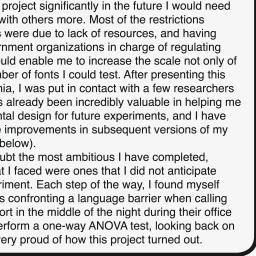 project significantly in the future I would need
with others more. Most of the restrictions
were due to lack of resources, and having
rnment organizations in charge of regulating
ould enable me to increase the scale not only of
ber of fonts I could test. After presenting this
nia, I was put in contact with a few researchers
s already been incredibly valuable in helping me
ntal design for future experiments, and I have
improvements in subsequent versions of my
below).
ubt the most ambitious I have completed,
t I faced were ones that I did not anticipate
riment. Each step of the way, I found myself
s confronting a language barrier when calling
ort in the middle of the night during their office
erform a one-way ANOVA test, looking back on
very proud of how this project turned out.